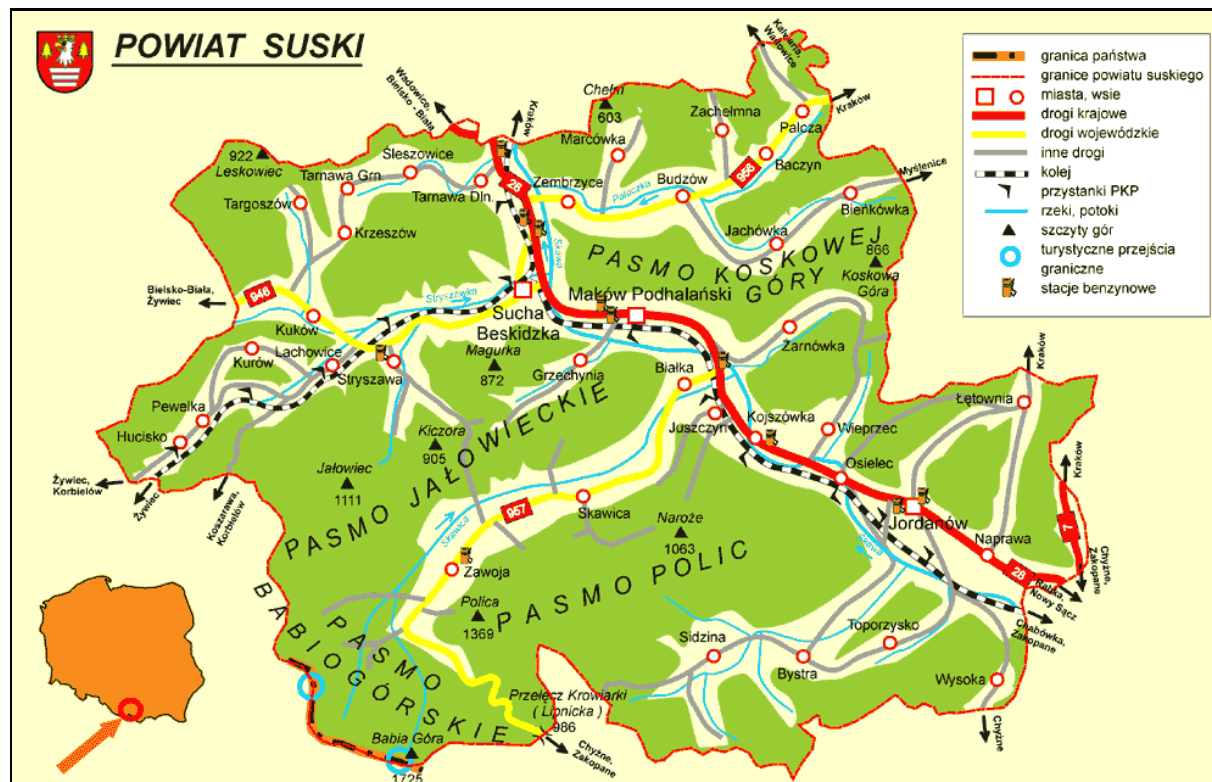 POWIAT SUSKI
granica państwa
granice powiatu suskiego
miasta, wsie
drogi krajowe
drogi wojewódzkie
inne drogi
kolej
przystanki PKP
rzeki, potoki
szczyty gór
turystyczne przejścia
graniczne
stacje benzynowe
Kalwaria,
Wadowice
Wadowice,
Bielsko - Biała
Kraków
Chełm
603
Zachełmna
Kraków
Palcza
Marcówka
Baczyn
956
922
Leskowiec
Śleszowice
Tarnawa Grn.
Tarnawa Dln.
28
Zembrzyce
Paleczka
Budzów
Myślenice
Targoszów
Krzeszów
Bieńkówka
Jachówka
Skawa
PASMO KOSKOWEJ
GÓRY
866
Koskowa
Góra
Bielsko-Biała,
Żywiec
946
Stryszawka
Maków Podhalański
Sucha
Beskidzka
Kuków
Lachowice
Kurów
Stryszawa
Magurka
872
Grzechynia
Białka
Żarnówka
Kraków
Łętownia
Pewelka
Hucisko
Kiczora
905
Juszczyn
Kojszówka
Wieprzec
Osielec
Kraków
Jałowiec
1111
PASMO JAŁOWIECKIE
Żywiec,
Korbielów
Żywiec
Koszarawa,
Korbielów
957
Skawica
Skawica
Naroże
1063
Jordanów
7
Skawa
Naprawa
28
Chyżne,
Zakopane
Rabka,
Nowy Sącz
Chabówka,
Zakopane
Zawoja
PASMO POLIC
Polica
1369
PASMO
BABIOGÓRSKIE
Sidzina
Bystra
Toporzysko
Wysoka
Przełęcz Krowiarki
( Lipnicka )
986
Chyżne,
Zakopane
Chyżne
Babia Góra
1725